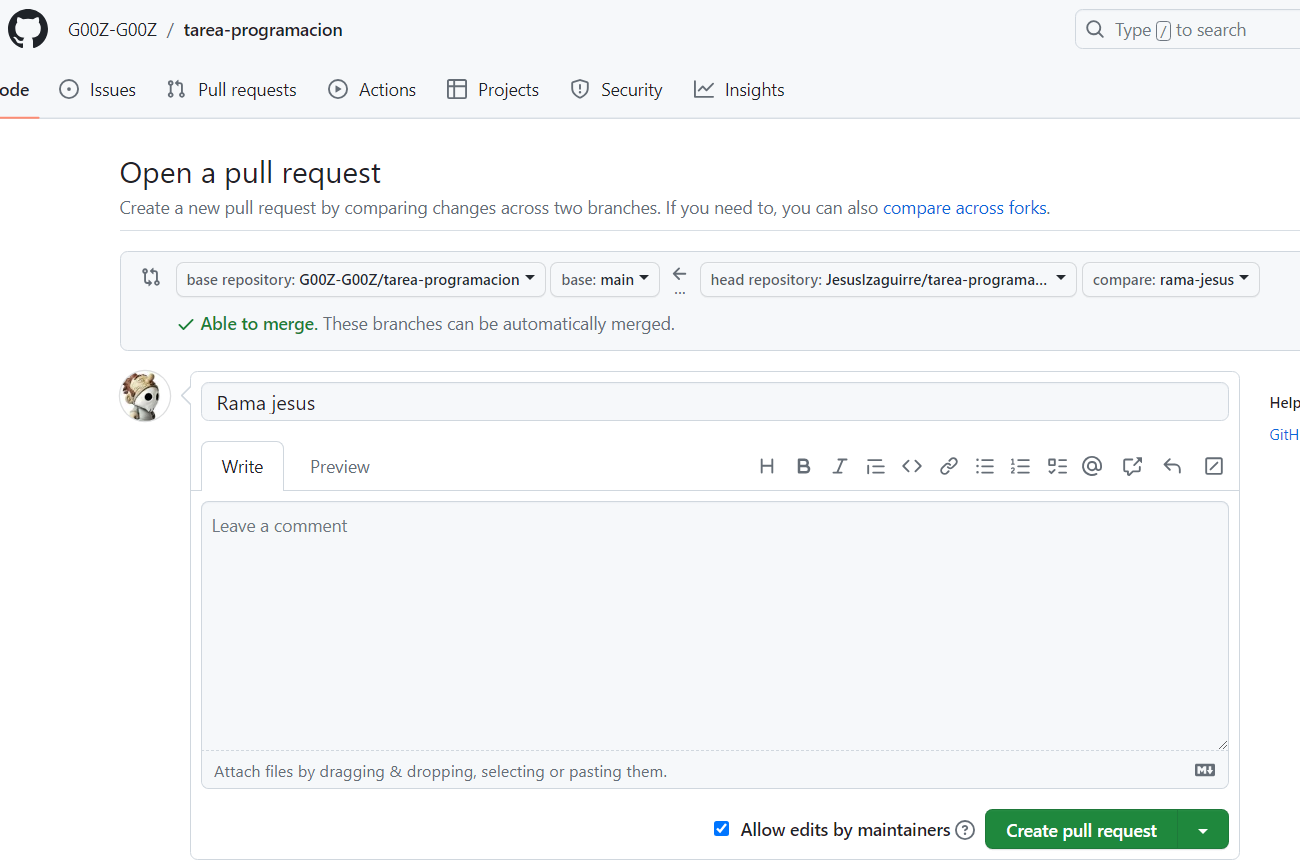 G00Z-G00Z / tarea-programacion
Type / to search
ode Issues Pull requests Actions Projects Security Insights
Open a pull request
Create a new pull request by comparing changes across two branches. If you need to, you can also compare across forks.
base repository: G00Z-G00Z/tarea-programacion base: main ... head repository: JesusIzaguirre/tarea-programa... compare: rama-jesus
Able to merge. These branches can be automatically merged.
Rama jesus
Help
GitH
Write Preview
Leave a comment
Attach files by dragging & dropping, selecting or pasting them.
Allow edits by maintainers ? Create pull request